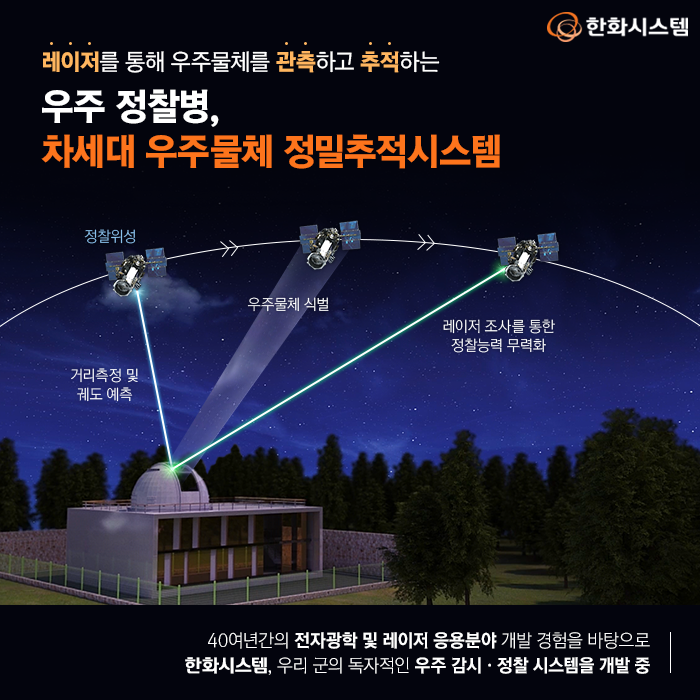 한화시스템
레이저를 통해 우주물체를 관측하고 추적하는
우주 정찰병,
차세대 우주물체 정밀추적시스템
정찰위성
우주물체 식별
레이저 조사를 통한
정찰능력 무력화
거리측정 및
궤도 예측
40여년간의 전자광학 및 레이저 응용분야 개발 경험을 바탕으로
한화시스템, 우리 군의 독자적인 우주 감시 · 정찰 시스템을 개발 중